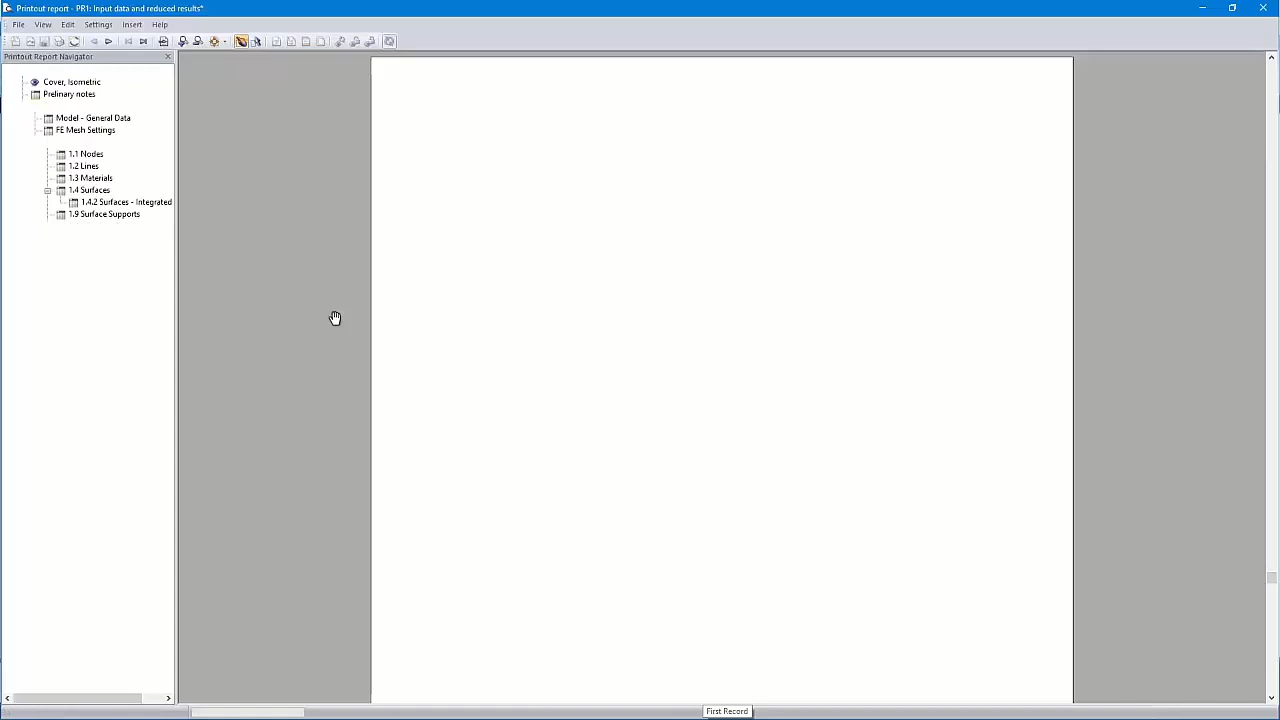 Printout report - PR1: Input data and reduced results*
File View Edit Settings Insert Help
Printout Report Navigator
Cover, Isometric
Prelinary notes
Model - General Data
FE Mesh Settings
1.1 Nodes
1.2 Lines
1.3 Materials
1.4 Surfaces
1.4.2 Surfaces - Integrated
1.9 Surface Supports
First Record